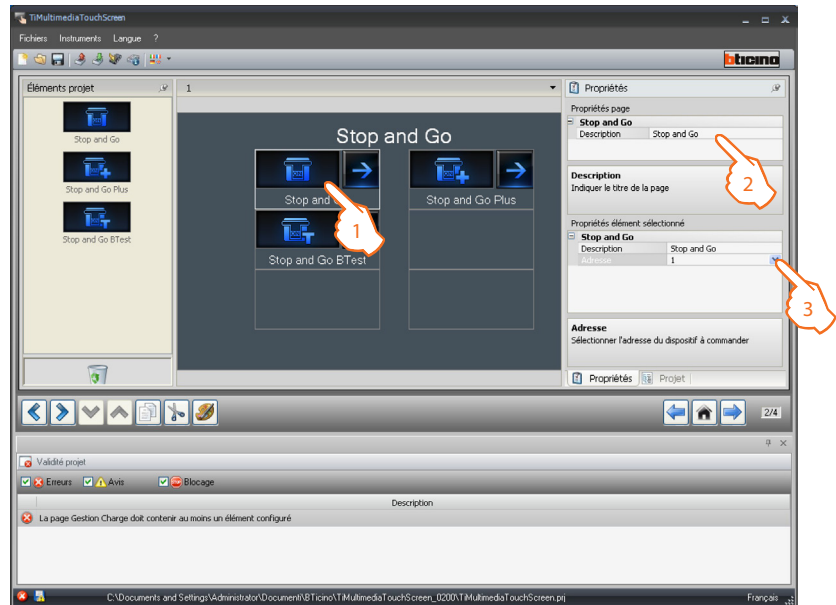 TiMultimediaTouchScreen
Fichiers Instruments Langue ?
bticino
Éléments projet
Stop and Go
Stop and Go Plus
Stop and Go BTest
1
Stop and Go
Stop and
Stop and Go Plus
Stop and Go BTest
1
Propriétés
Propriétés page
Stop and Go
Description Stop and Go
Description
Indiquer le titre de la page
2
Propriétés élément sélectionné
Stop and Go
Description Stop and Go
Adresse 1
3
Adresse
Sélectionner l'adresse du dispositif à commander
Propriétés Projet
2/4
Validité projet
Erreurs Avis Blocage
Description
La page Gestion Charge doit contenir au moins un élément configuré
C:\Documents and Settings\Administrator\Documenti\BTicino\TiMultimediaTouchScreen_0200\TiMultimediaTouchScreen.prj Français